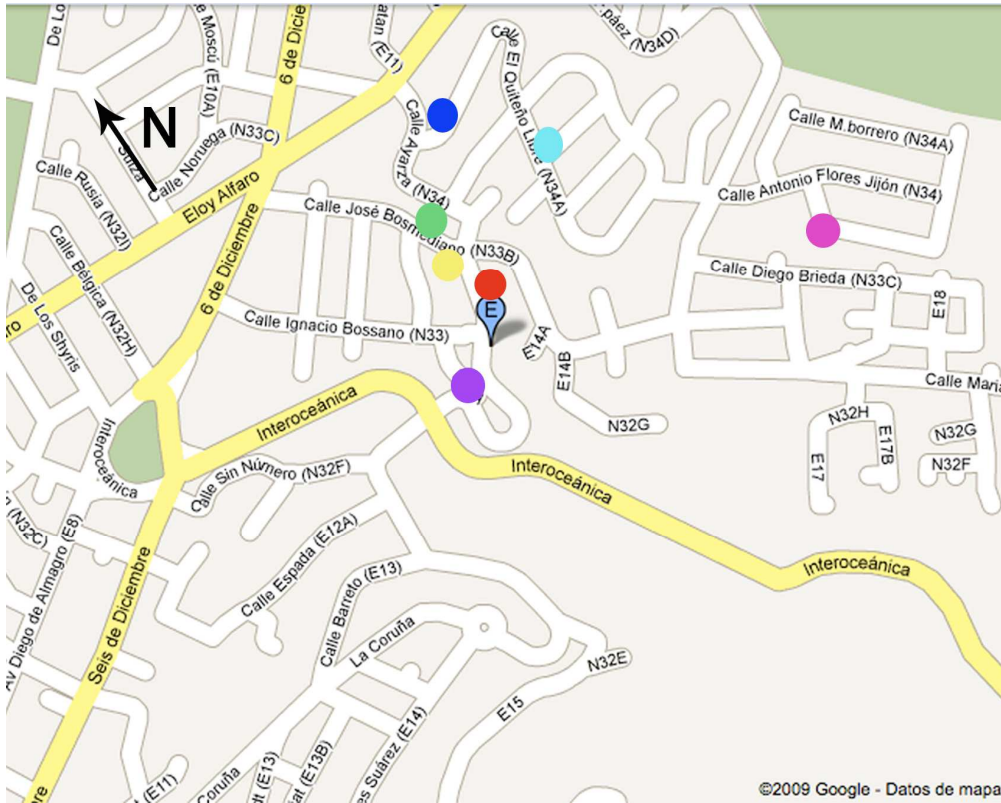 De Lo
e Moscú (E10A)
6 de Diciem
atan (E11)
Calle El Quiteño Libre (N34A)
.páez (N34D)
N
Suiza
Calle Noruega (N33C)
Calle Ayarza (N34)
Calle M.borrero (N34A)
Calle Rusia (N32I)
Eloy Alfaro
Calle Antonio Flores Jijón (N34)
Calle José Bosmediano (N33B)
Calle Bélgica (N32H)
6 de Diciembre
Calle Diego Brieda (N33C)
De Los Shyris
aro
Calle Ignacio Bossano (N33)
E
E14A
E14B
E18
Calle Maria
Interoceánica
N32G
N32H
E17B
E17
N32G
N32F
Interoceánica
Calle Sin Número (N32F)
Interoceánica
n (N32C)
Av Diego de Almagro (E8)
Calle Espada (E12A)
Interoceánica
Seis de Diciembre
Calle Barreto (E13)
La Coruña
N32E
E15
es Suárez (E14)
Coruña
dt (E13)
at (E13B)
t (E11)
©2009 Google - Datos de mapa